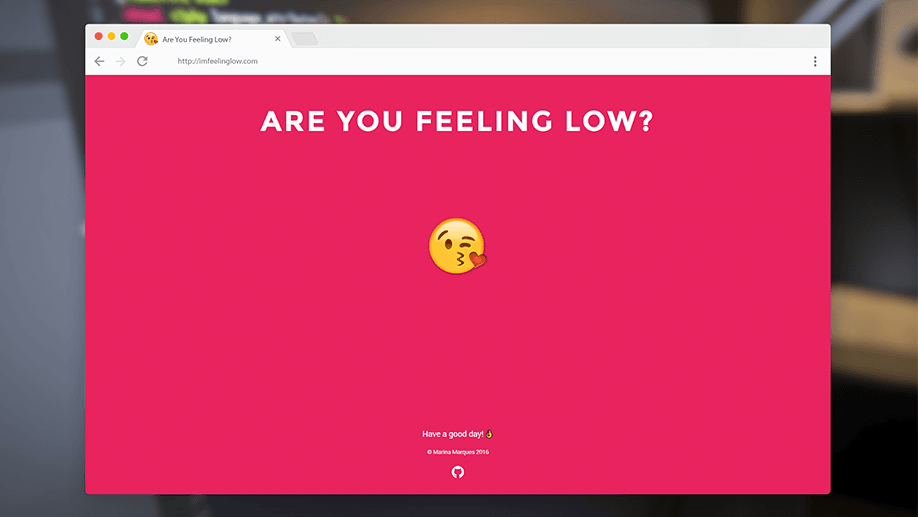 Are You Feeling Low?
http://imfeelinglow.com
ARE YOU FEELING LOW?
Have a good day! 👌
© Marina Marques 2016